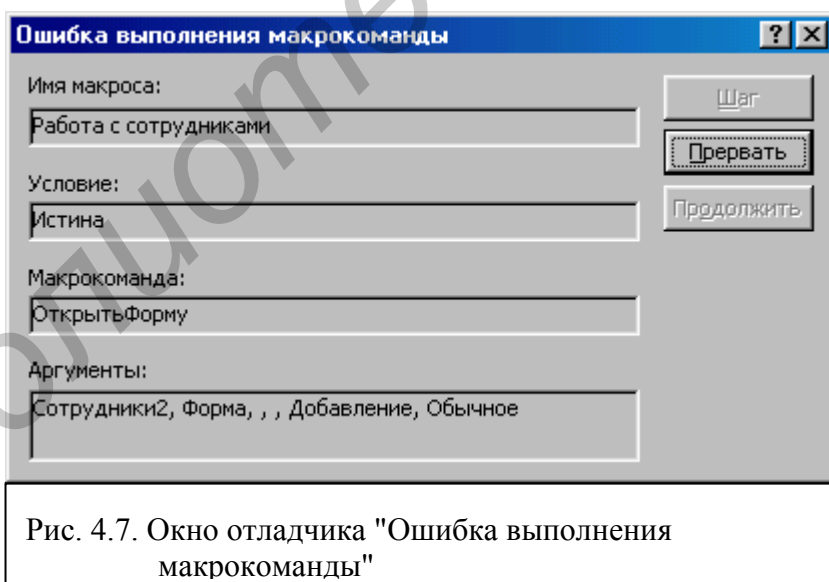 Ошибка выполнения макрокоманды
Имя макроса:
Работа с сотрудниками
Условие:
Истина
Макрокоманда:
ОткрытьФорму
Аргументы:
Сотрудники2, Форма, , , Добавление, Обычное
Шаг
Прервать
Продолжить
Рис. 4.7. Окно отладчика "Ошибка выполнения
макрокоманды"